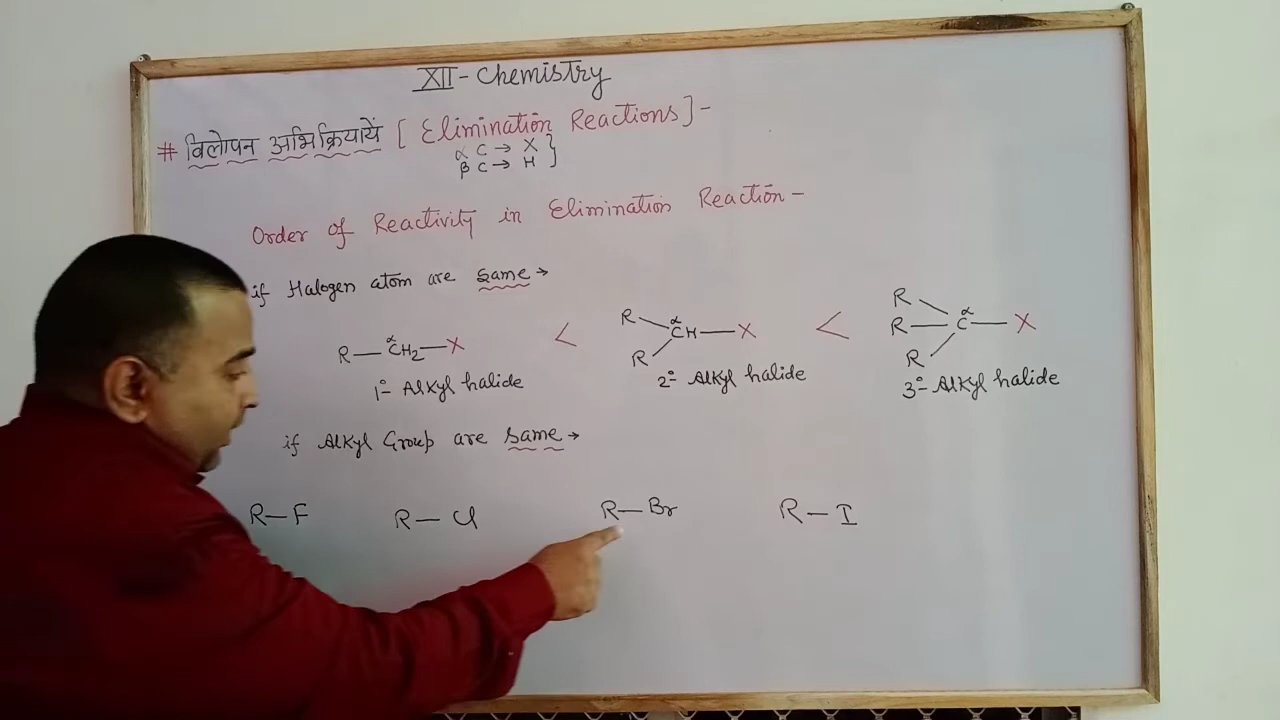 XII - Chemistry
# विलोपन अभिक्रियायें [ Elimination Reactions ] -
α C → X }
β C → H }
Order of Reactivity in Elimination Reaction -
if Halogen atom are same →
R — CH₂ — X < R R CH — X < R R R C — X
α α α
1° - Alkyl halide 2° - Alkyl halide 3° - Alkyl halide
if Alkyl Group are same →
R — F R — Cl R — Br R — I